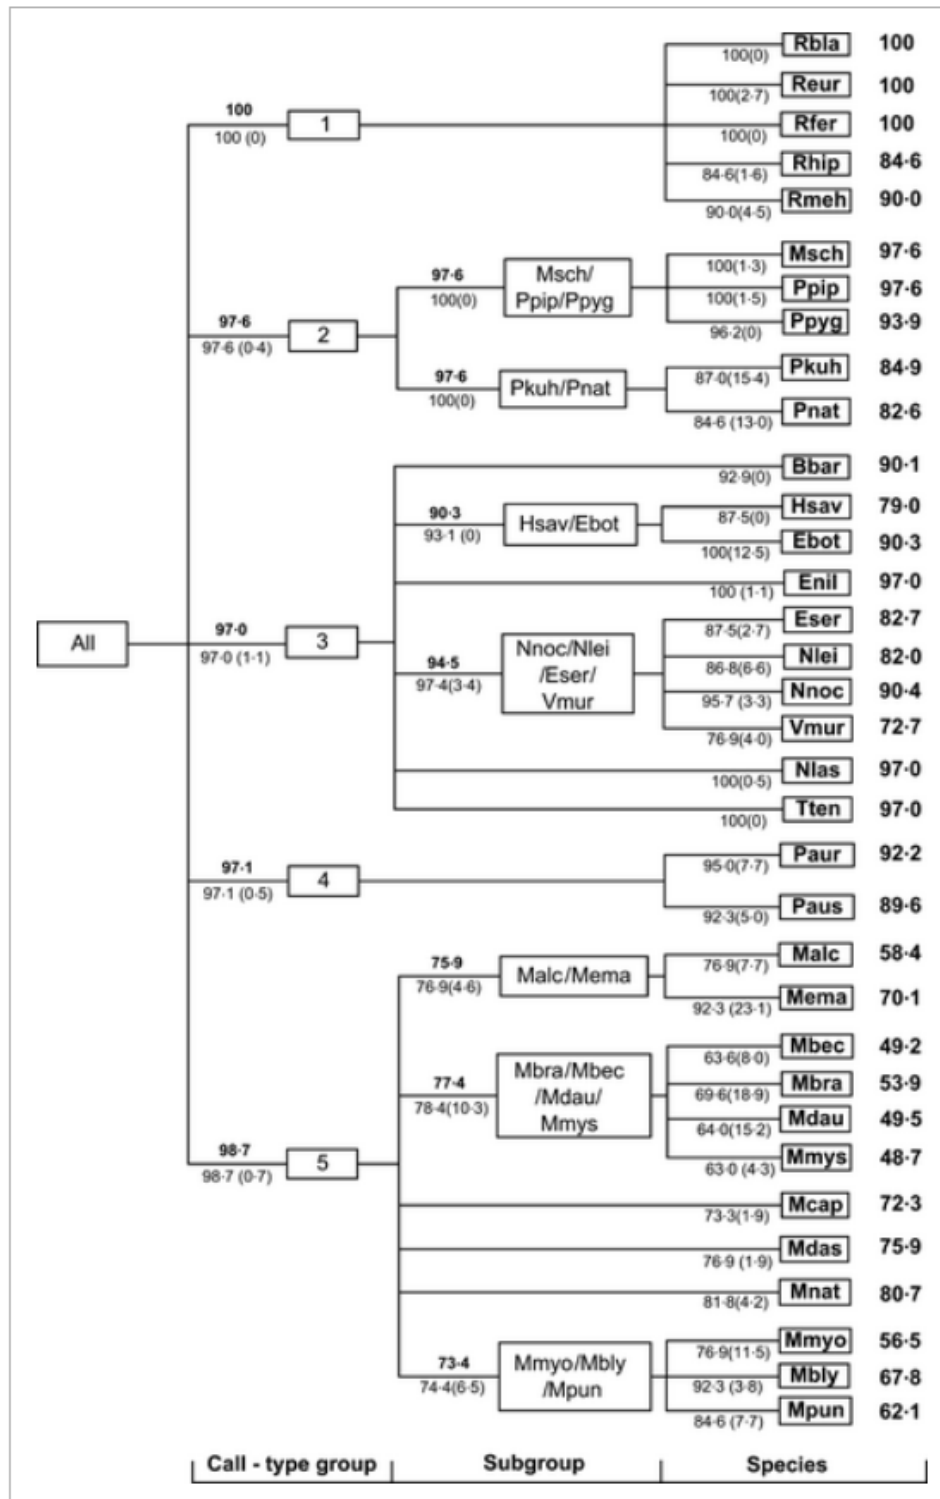 Rbla 100
100(0)
Reur 100
100(2·7)
100
1
100 (0)
Rfer 100
100(0)
Rhip 84·6
84·6(1·6)
Rmeh 90·0
90·0(4·5)
Msch 97·6
100(1·3)
97·6
Msch/
Ppip/Ppyg
100(0)
Ppip 97·6
100(1·5)
Ppyg 93·9
96·2(0)
97·6
2
97·6 (0·4)
97·6
Pkuh/Pnat
100(0)
Pkuh 84·9
87·0(15·4)
Pnat 82·6
84·6 (13·0)
Bbar 90·1
92·9(0)
90·3
Hsav/Ebot
93·1 (0)
Hsav 79·0
87·5(0)
Ebot 90·3
100(12·5)
Enil 97·0
100 (1·1)
All
97·0
3
97·0 (1·1)
94·5
Nnoc/Nlei
/Eser/
Vmur
97·4(3·4)
Eser 82·7
87·5(2·7)
Nlei 82·0
86·8(6·6)
Nnoc 90·4
95·7 (3·3)
Vmur 72·7
76·9(4·0)
Nlas 97·0
100(0·5)
Tten 97·0
100(0)
97·1
4
97·1 (0·5)
Paur 92·2
95·0(7·7)
Paus 89·6
92·3(5·0)
75·9
Malc/Mema
76·9(4·6)
Malc 58·4
76·9(7·7)
Mema 70·1
92·3 (23·1)
77·4
Mbra/Mbec
/Mdau/
Mmys
78·4(10·3)
Mbec 49·2
63·6(8·0)
Mbra 53·9
69·6(18·9)
Mdau 49·5
64·0(15·2)
Mmys 48·7
63·0 (4·3)
98·7
5
98·7 (0·7)
Mcap 72·3
73·3(1·9)
Mdas 75·9
76·9 (1·9)
Mnat 80·7
81·8(4·2)
73·4
Mmyo/Mbly
/Mpun
74·4(6·5)
Mmyo 56·5
76·9(11·5)
Mbly 67·8
92·3 (3·8)
Mpun 62·1
84·6 (7·7)
Call - type group Subgroup Species